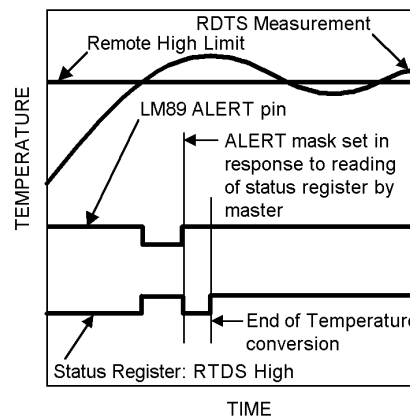 RDTS Measurement
Remote High Limit
LM89 ALERT pin
ALERT mask set in
response to reading
of status register by
master
TEMPERATURE
End of Temperature
conversion
Status Register: RTDS High
TIME